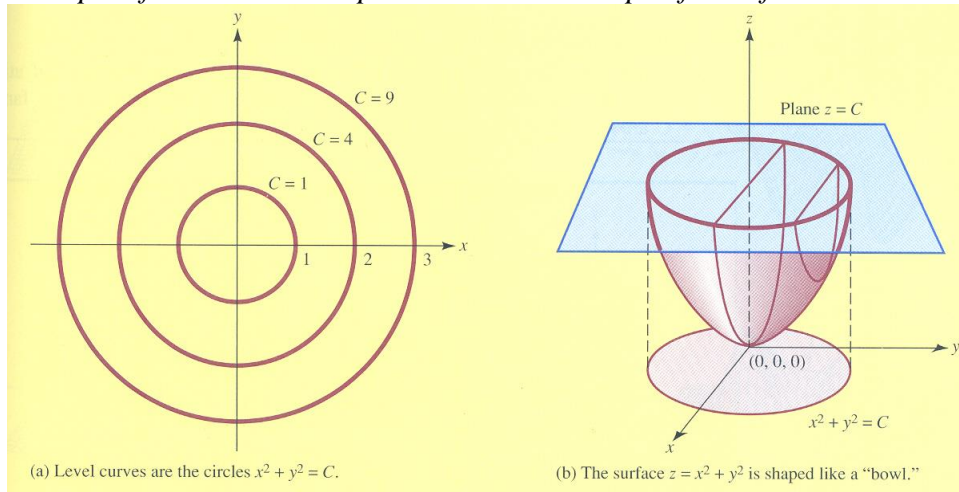 y
C = 9
C = 4
C = 1
x
1
2
3
(a) Level curves are the circles x² + y² = C.
z
Plane z = C
y
(0, 0, 0)
x² + y² = C
x
(b) The surface z = x² + y² is shaped like a “bowl.”